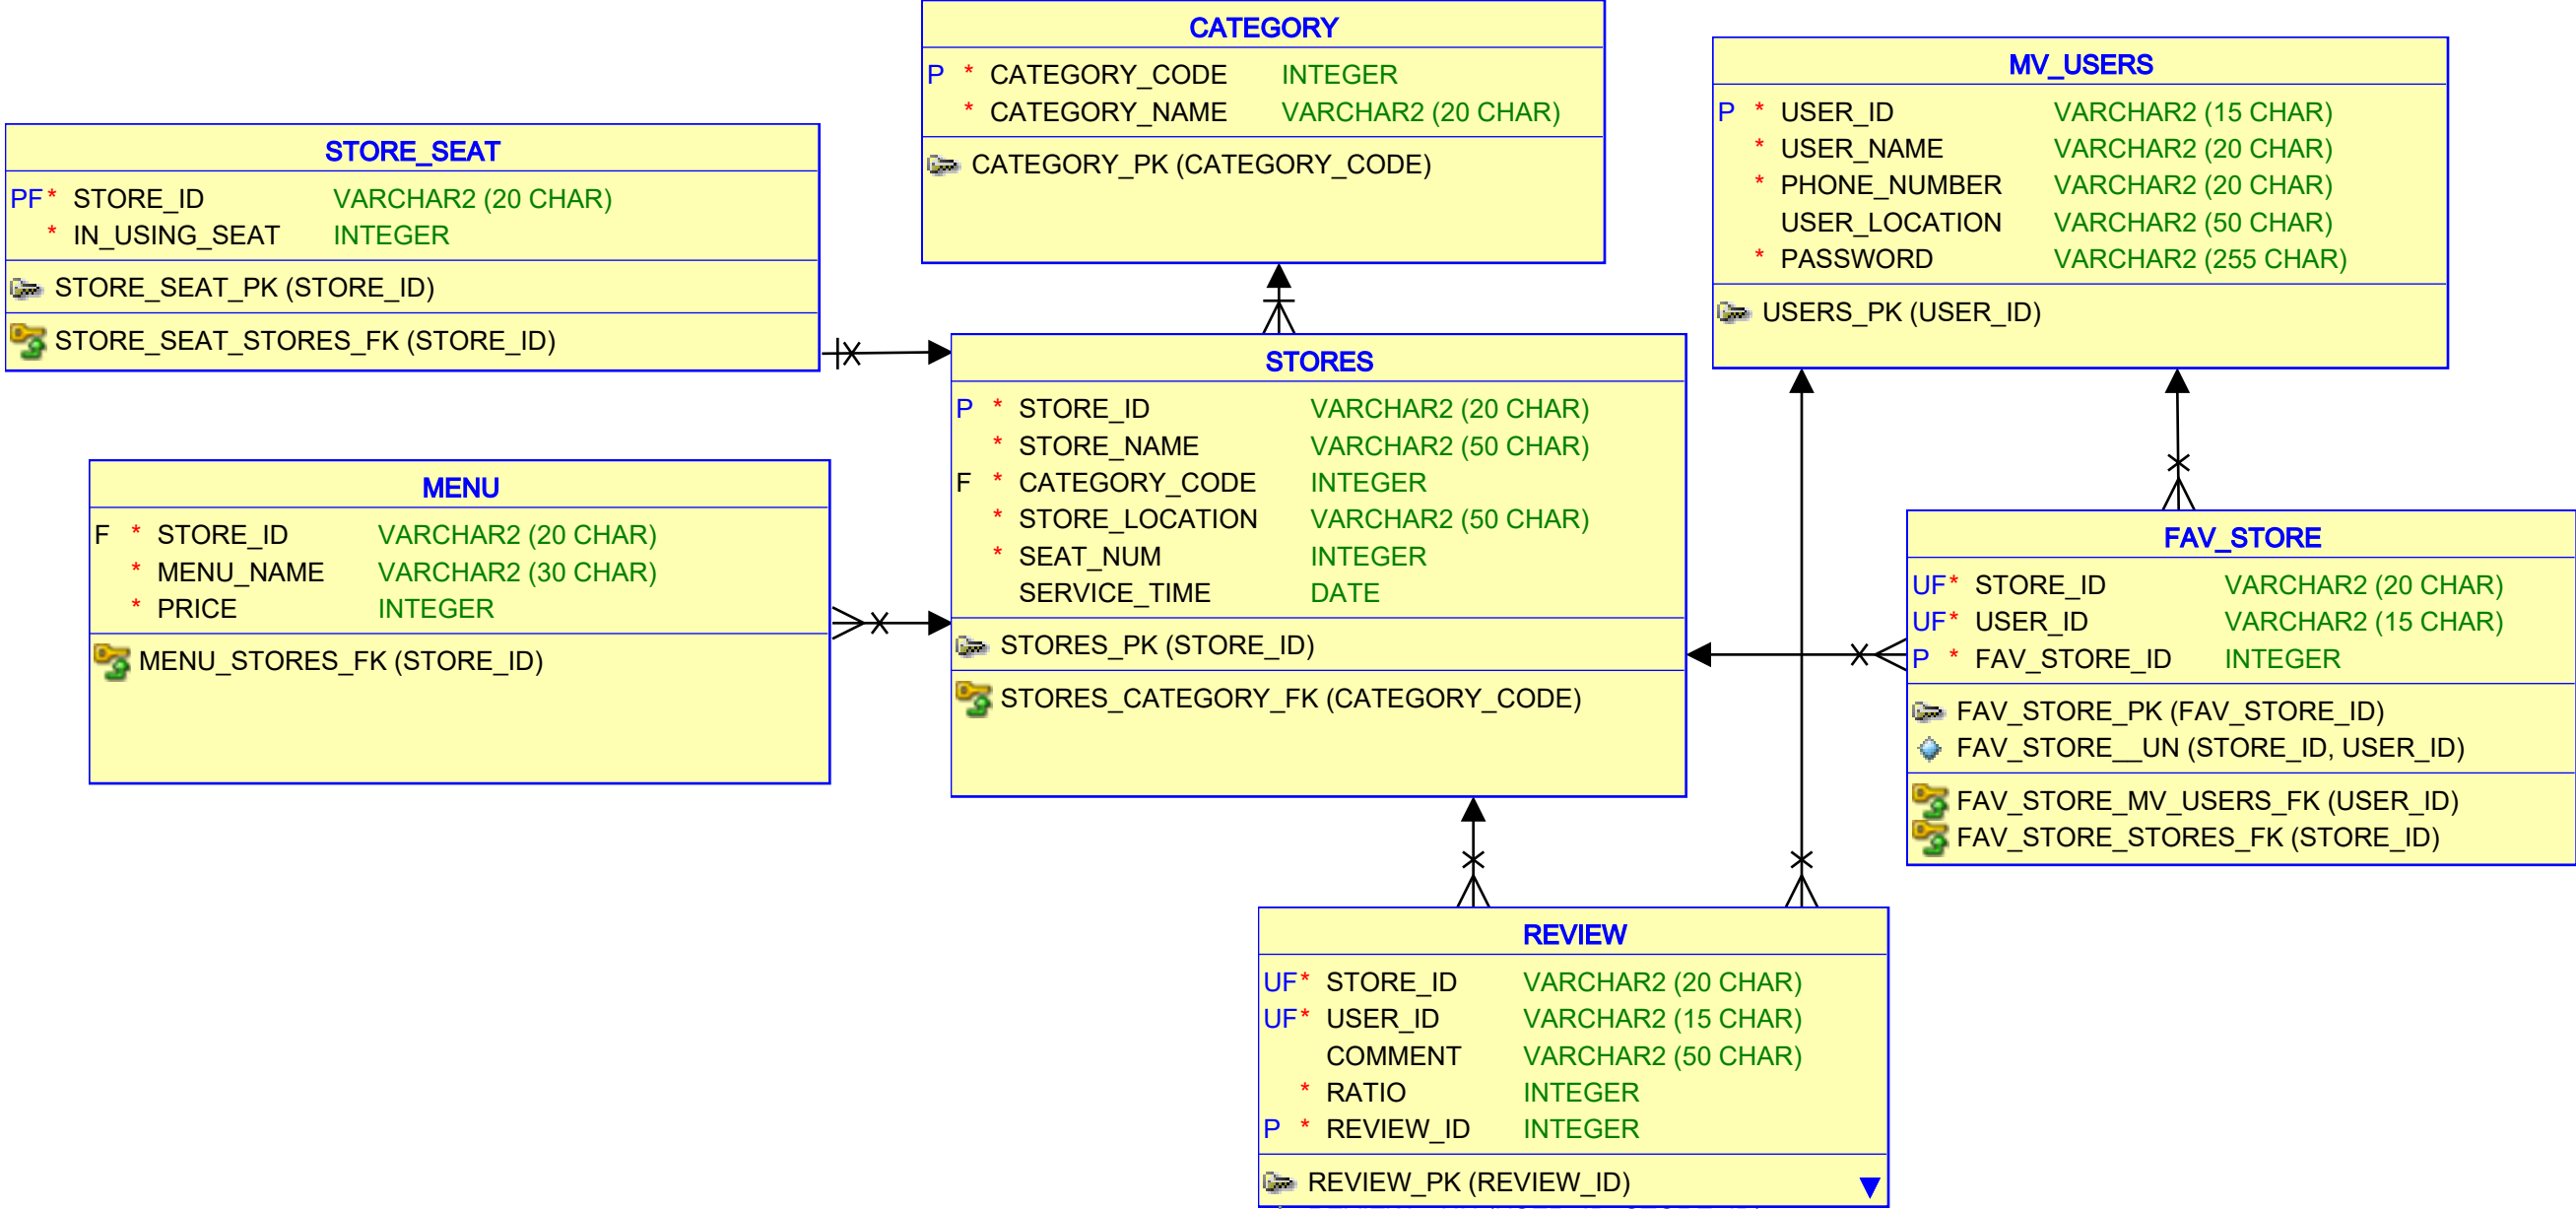 CATEGORY
P * CATEGORY_CODE INTEGER
* CATEGORY_NAME VARCHAR2 (20 CHAR)
CATEGORY_PK (CATEGORY_CODE)
MV_USERS
P * USER_ID VARCHAR2 (15 CHAR)
* USER_NAME VARCHAR2 (20 CHAR)
* PHONE_NUMBER VARCHAR2 (20 CHAR)
USER_LOCATION VARCHAR2 (50 CHAR)
* PASSWORD VARCHAR2 (255 CHAR)
USERS_PK (USER_ID)
STORE_SEAT
PF* STORE_ID VARCHAR2 (20 CHAR)
* IN_USING_SEAT INTEGER
STORE_SEAT_PK (STORE_ID)
STORE_SEAT_STORES_FK (STORE_ID)
STORES
P * STORE_ID VARCHAR2 (20 CHAR)
* STORE_NAME VARCHAR2 (50 CHAR)
F * CATEGORY_CODE INTEGER
* STORE_LOCATION VARCHAR2 (50 CHAR)
* SEAT_NUM INTEGER
SERVICE_TIME DATE
STORES_PK (STORE_ID)
STORES_CATEGORY_FK (CATEGORY_CODE)
MENU
F * STORE_ID VARCHAR2 (20 CHAR)
* MENU_NAME VARCHAR2 (30 CHAR)
* PRICE INTEGER
MENU_STORES_FK (STORE_ID)
FAV_STORE
UF* STORE_ID VARCHAR2 (20 CHAR)
UF* USER_ID VARCHAR2 (15 CHAR)
P * FAV_STORE_ID INTEGER
FAV_STORE_PK (FAV_STORE_ID)
FAV_STORE__UN (STORE_ID, USER_ID)
FAV_STORE_MV_USERS_FK (USER_ID)
FAV_STORE_STORES_FK (STORE_ID)
REVIEW
UF* STORE_ID VARCHAR2 (20 CHAR)
UF* USER_ID VARCHAR2 (15 CHAR)
COMMENT VARCHAR2 (50 CHAR)
* RATIO INTEGER
P * REVIEW_ID INTEGER
REVIEW_PK (REVIEW_ID)